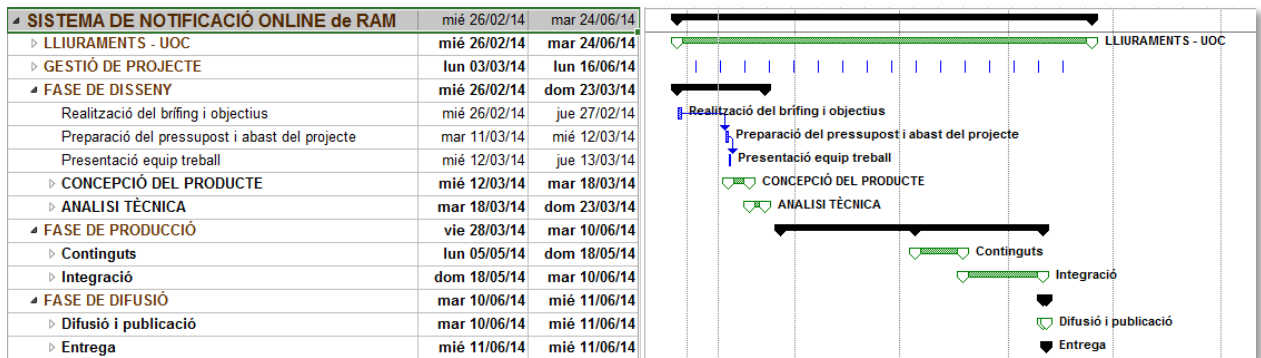 SISTEMA DE NOTIFICACIÓ ONLINE de RAM mié 26/02/14 mar 24/06/14
LLIURAMENTS - UOC mié 26/02/14 mar 24/06/14 LLIURAMENTS - UOC
GESTIÓ DE PROJECTE lun 03/03/14 lun 16/06/14
FASE DE DISSENY mié 26/02/14 dom 23/03/14
Realització del brífing i objectius mié 26/02/14 jue 27/02/14 Realització del brífing i objectius
Preparació del pressupost i abast del projecte mar 11/03/14 mié 12/03/14 Preparació del pressupost i abast del projecte
Presentació equip treball mié 12/03/14 jue 13/03/14 Presentació equip treball
CONCEPCIÓ DEL PRODUCTE mié 12/03/14 mar 18/03/14 CONCEPCIÓ DEL PRODUCTE
ANALISI TÈCNICA mar 18/03/14 dom 23/03/14 ANALISI TÈCNICA
FASE DE PRODUCCIÓ vie 28/03/14 mar 10/06/14
Continguts lun 05/05/14 dom 18/05/14 Continguts
Integració dom 18/05/14 mar 10/06/14 Integració
FASE DE DIFUSIÓ mar 10/06/14 mié 11/06/14
Difusió i publicació mar 10/06/14 mié 11/06/14 Difusió i publicació
Entrega mié 11/06/14 mié 11/06/14 Entrega